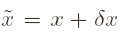 x̃ = x + δx